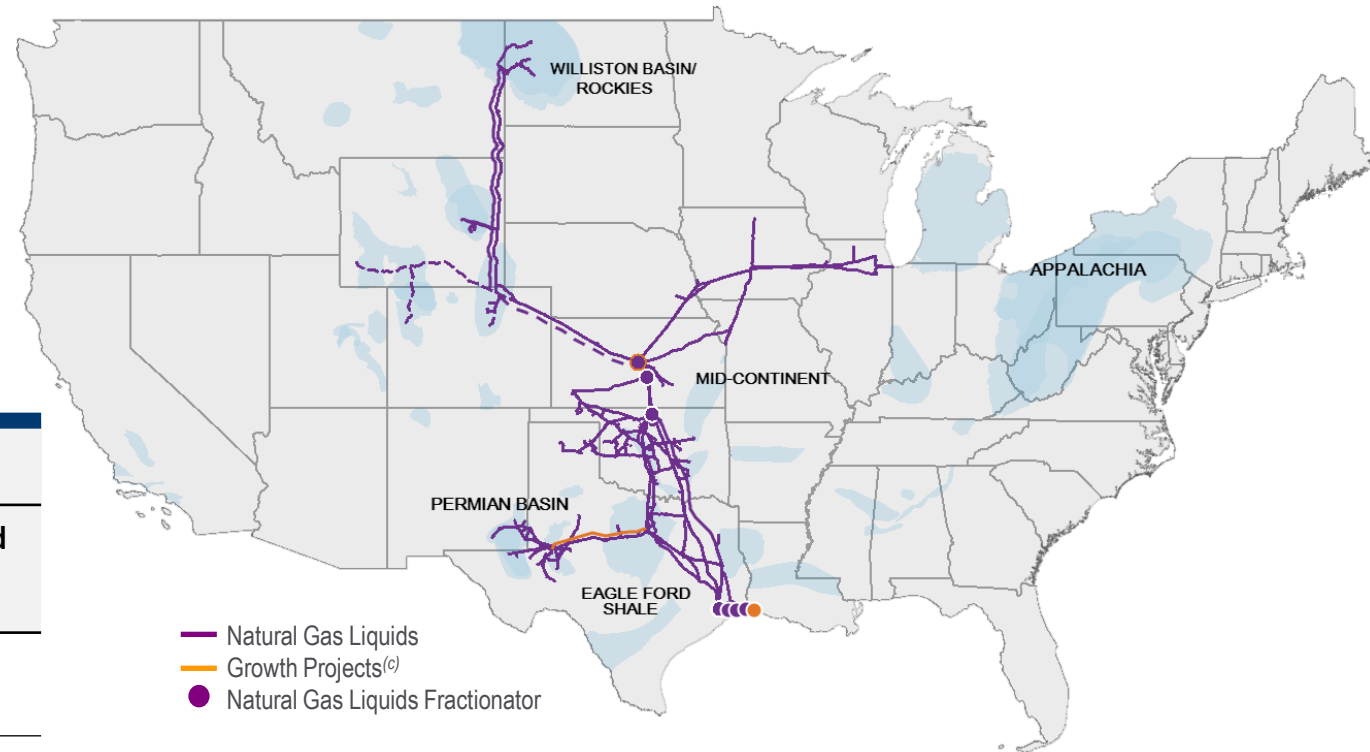 WILLISTON BASIN/
ROCKIES
APPALACHIA
MID-CONTINENT
PERMIAN BASIN
EAGLE FORD
SHALE
d
Natural Gas Liquids
Growth Projects(c)
Natural Gas Liquids Fractionator